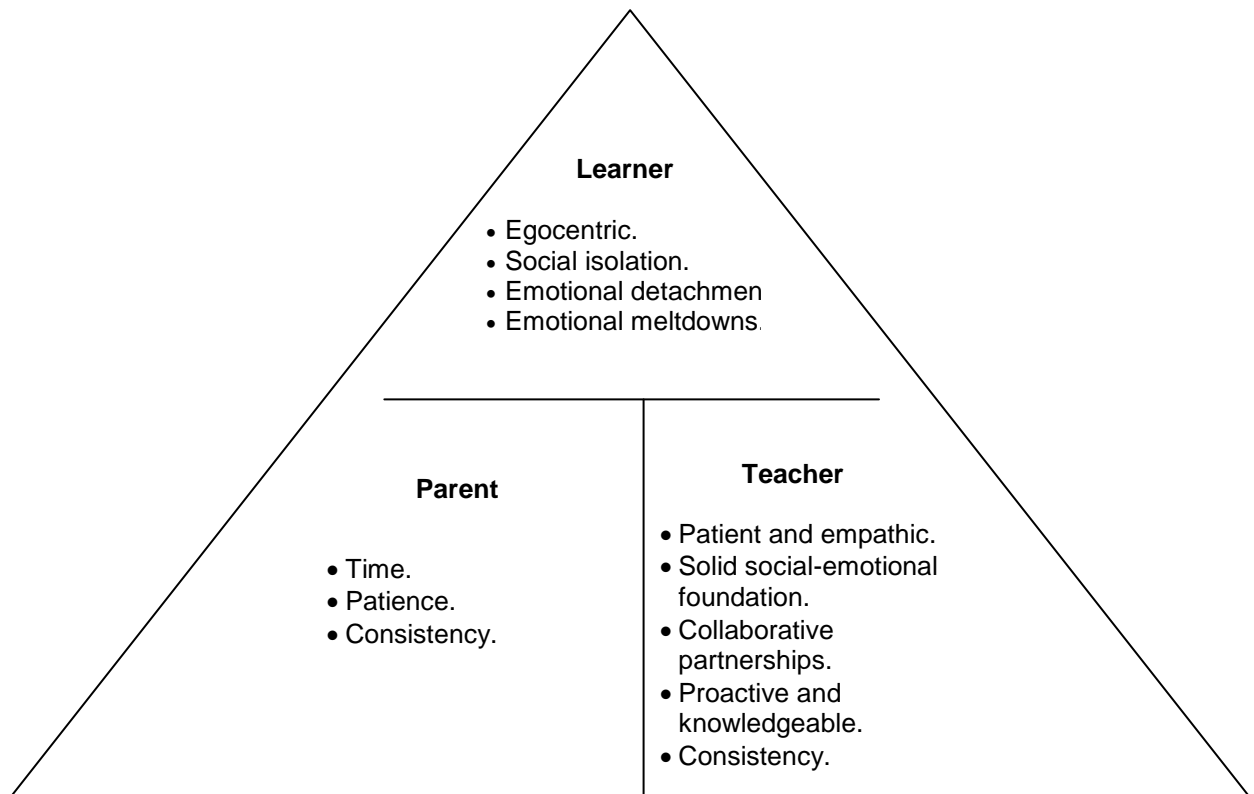 Learner
• Egocentric.
• Social isolation.
• Emotional detachmen
• Emotional meltdowns.
Parent
• Time.
• Patience.
• Consistency.
Teacher
• Patient and empathic.
• Solid social-emotional
foundation.
• Collaborative
partnerships.
• Proactive and
knowledgeable.
• Consistency.